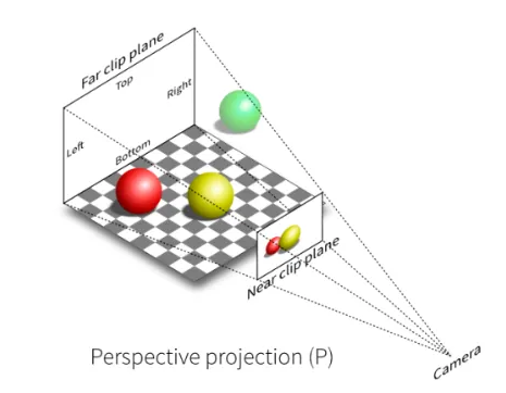 Far clip plane
Top
Right
Left
Bottom
Near clip plane
Perspective projection (P)
Camera